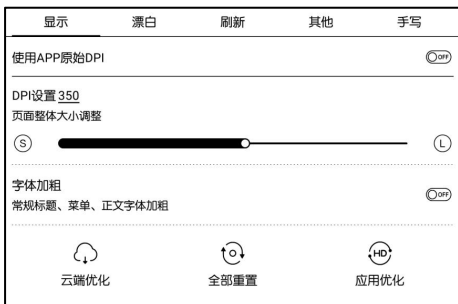 显示 漂白 刷新 其他 手写
使用APP原始DPI OFF
DPI设置 350
页面整体大小调整
S L
字体加粗 OFF
常规标题、菜单、正文字体加粗
HD
云端优化 全部重置 应用优化